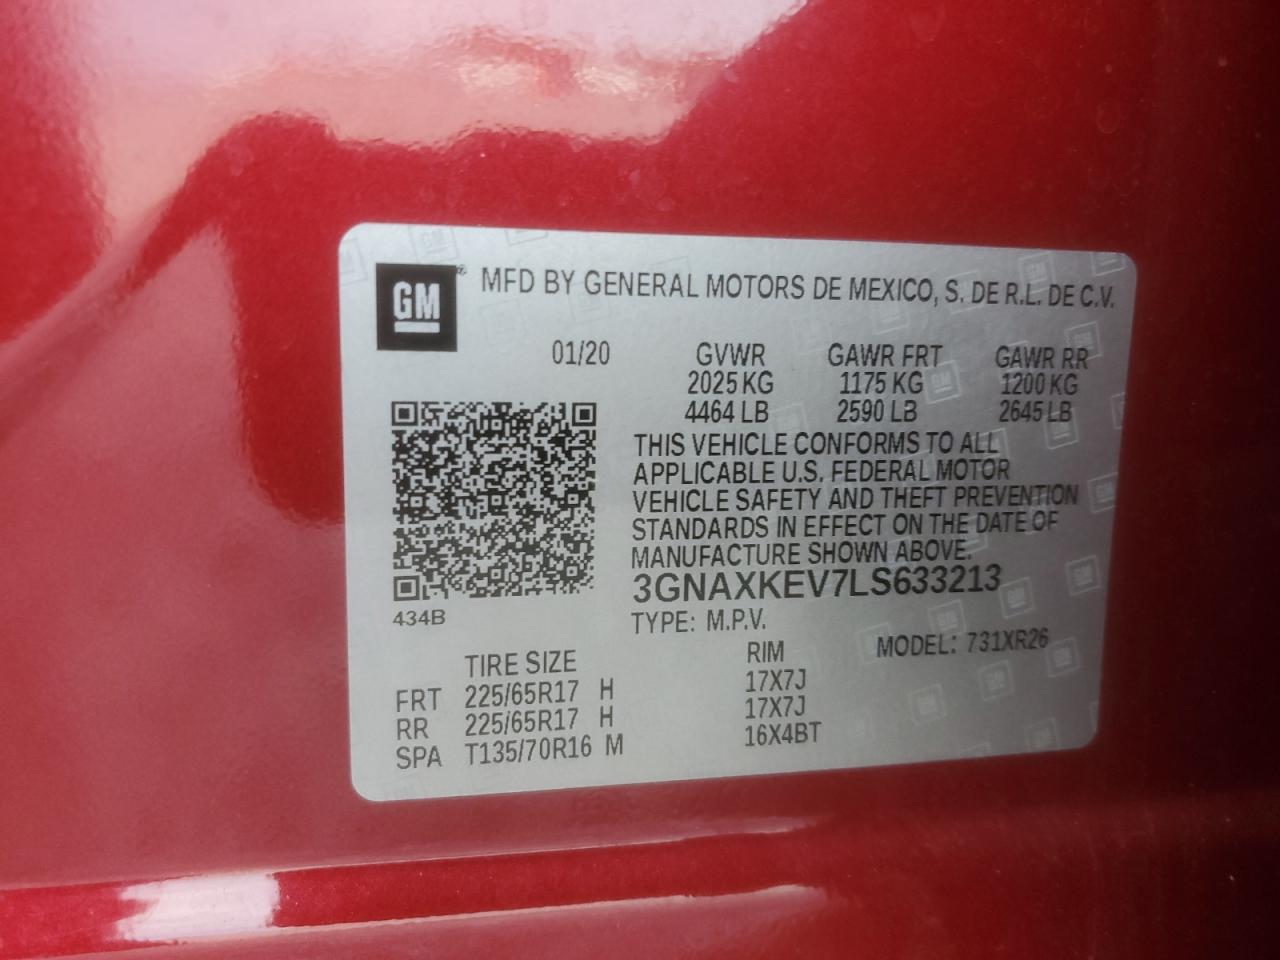 GM ® MFD BY GENERAL MOTORS DE MEXICO, S. DE R.L. DE C.V.
01/20 GVWR GAWR FRT GAWR RR
2025 KG 1175 KG 1200 KG
4464 LB 2590 LB 2645 LB
THIS VEHICLE CONFORMS TO ALL
APPLICABLE U.S. FEDERAL MOTOR
VEHICLE SAFETY AND THEFT PREVENTION
STANDARDS IN EFFECT ON THE DATE OF
MANUFACTURE SHOWN ABOVE.
3GNAXKEV7LS633213
434B
TYPE: M.P.V. MODEL: 731XR26
TIRE SIZE RIM
FRT 225/65R17 H 17X7J
RR 225/65R17 H 17X7J
SPA T135/70R16 M 16X4BT